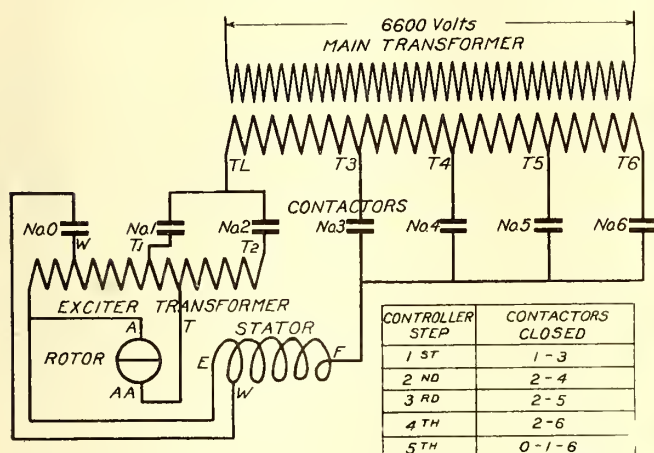 6600 Volts
MAIN TRANSFORMER
TL T3 T4 T5 T6
CONTACTORS
No.0 No.1 No.2 No.3 No.4 No.5 No.6
W T1 T2
EXCITER TRANSFORMER
A T STATOR
ROTOR E F
AA W
CONTROLLER STEP CONTACTORS CLOSED
1 ST 1-3
2 ND 2-4
3 RD 2-5
4 TH 2-6
5 TH 0-1-6